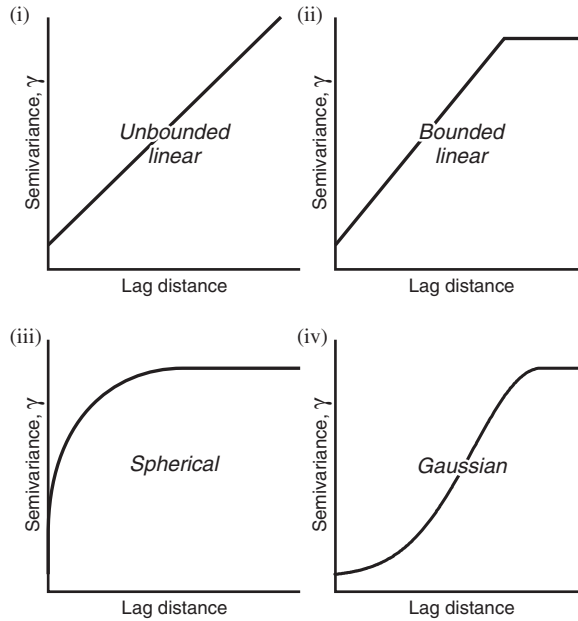 (i)
Semivariance, γ
Unbounded
linear
Lag distance
(ii)
Semivariance, γ
Bounded
linear
Lag distance
(iii)
Semivariance, γ
Spherical
Lag distance
(iv)
Semivariance, γ
Gaussian
Lag distance